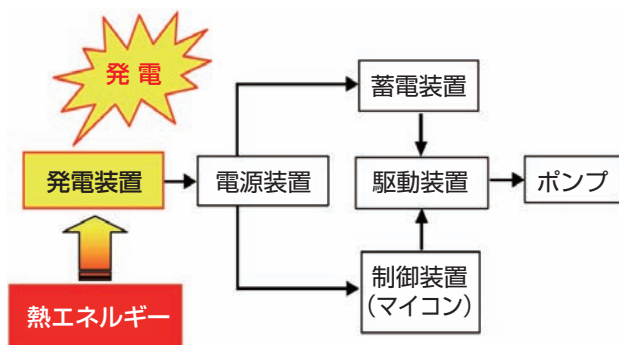 発電
蓄電装置
発電装置
電源装置
駆動装置
ポンプ
制御装置
(マイコン)
熱エネルギー